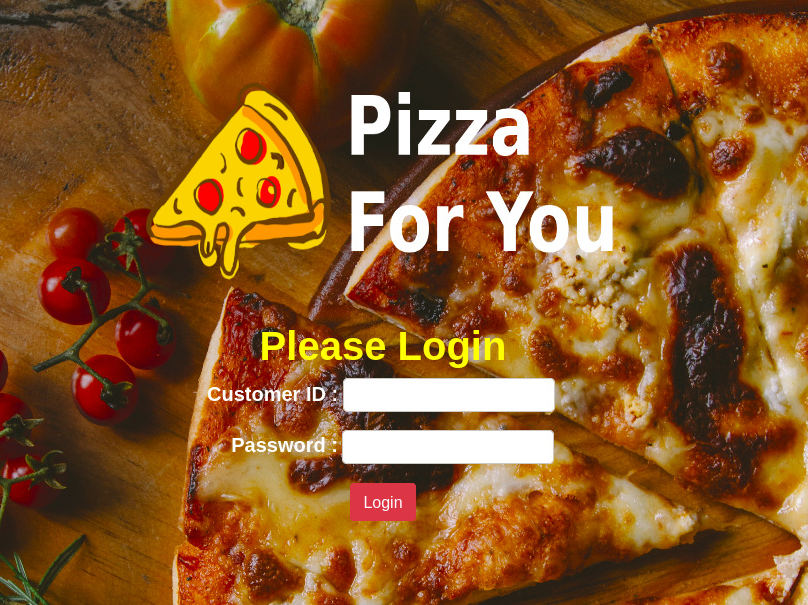 Pizza
For You
Please Login
Customer ID :
Password :
Login